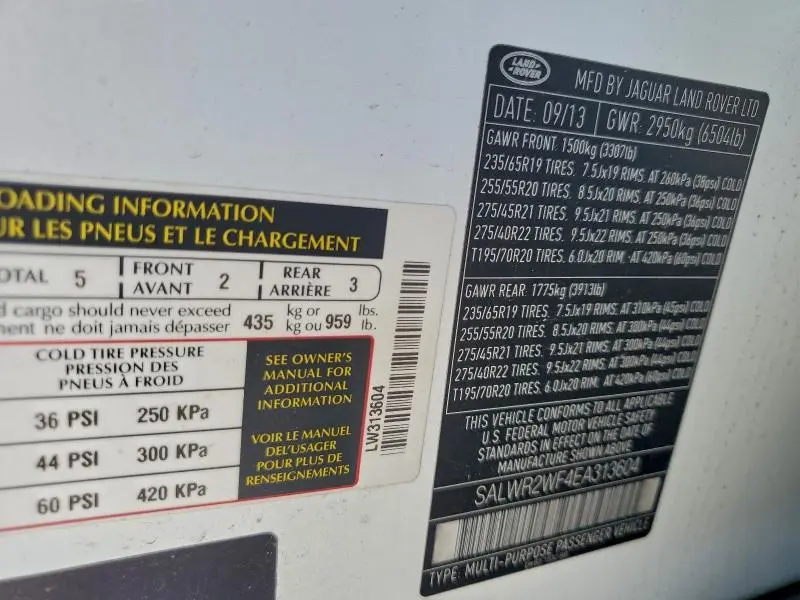 OADING INFORMATION
UR LES PNEUS ET LE CHARGEMENT
OTAL 5 FRONT AVANT 2 REAR ARRIÈRE 3
d cargo should never exceed
ment ne doit jamais dépasser 435 kg or kg ou 959 lbs. lb.
COLD TIRE PRESSURE
PRESSION DES
PNEUS À FROID
36 PSI 250 KPa
44 PSI 300 KPa
60 PSI 420 KPa
SEE OWNER'S
MANUAL FOR
ADDITIONAL
INFORMATION
VOIR LE MANUEL
DEL'USAGER
POUR PLUS DE
RENSEIGNEMENTS
LW313604
LAND ROVER
MFD BY JAGUAR LAND ROVER LTD
DATE: 09/13 GWR: 2950kg (6504lb)
GAWR FRONT 1500kg (3307lb)
235/65R19 TIRES. 7.5Jx19 RIMS. AT 260kPa (38psi) COLD
255/55R20 TIRES. 8.5Jx20 RIMS. AT 250kPa (36psi) COLD
275/45R21 TIRES. 9.5Jx21 RIMS. AT 250kPa (36psi) COLD
275/40R22 TIRES. 9.5Jx22 RIMS. AT 250kPa (36psi) COLD
T195/70R20 TIRES. 6.0Jx20 RIM. AT 420kPa (60psi) COLD
GAWR REAR: 1775kg (3913lb)
235/65R19 TIRES. 7.5Jx19 RIMS. AT 310kPa (45psi) COLD
255/55R20 TIRES. 8.5Jx20 RIMS. AT 300kPa (44psi) COLD
275/45R21 TIRES. 9.5Jx21 RIMS. AT 300kPa (44psi) COLD
275/40R22 TIRES. 9.5Jx22 RIMS. AT 300kPa (44psi) COLD
T195/70R20 TIRES. 6.0Jx20 RIM. AT 420kPa (60psi) COLD
THIS VEHICLE CONFORMS TO ALL APPLICABLE
U.S. FEDERAL MOTOR VEHICLE SAFETY
STANDARDS IN EFFECT ON THE DATE OF
MANUFACTURE SHOWN ABOVE.
SALWR2WF4EA313604
TYPE: MULTI-PURPOSE PASSENGER VEHICLE